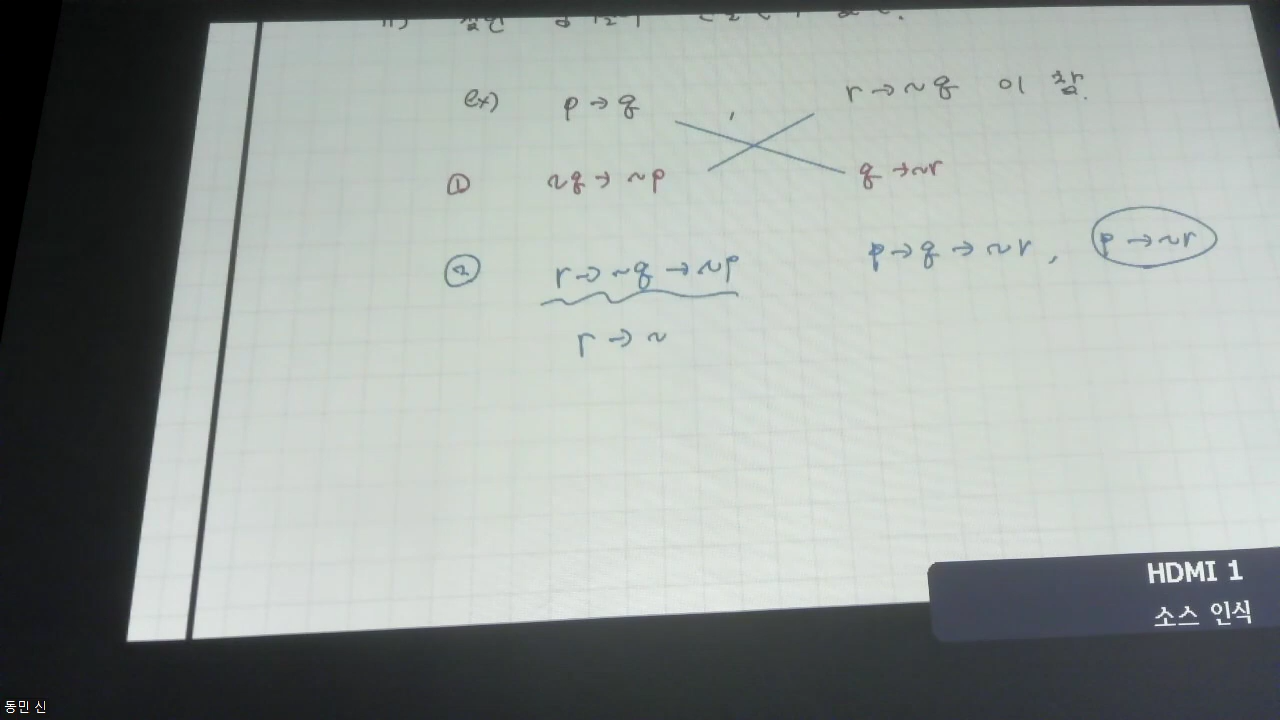 ex) p → q , r → ~q 이 참.
① ~q → ~p q → ~r
② r → ~q → ~p p → q → ~r , p → ~r
r → ~
HDMI 1
소스 인식
동민 신